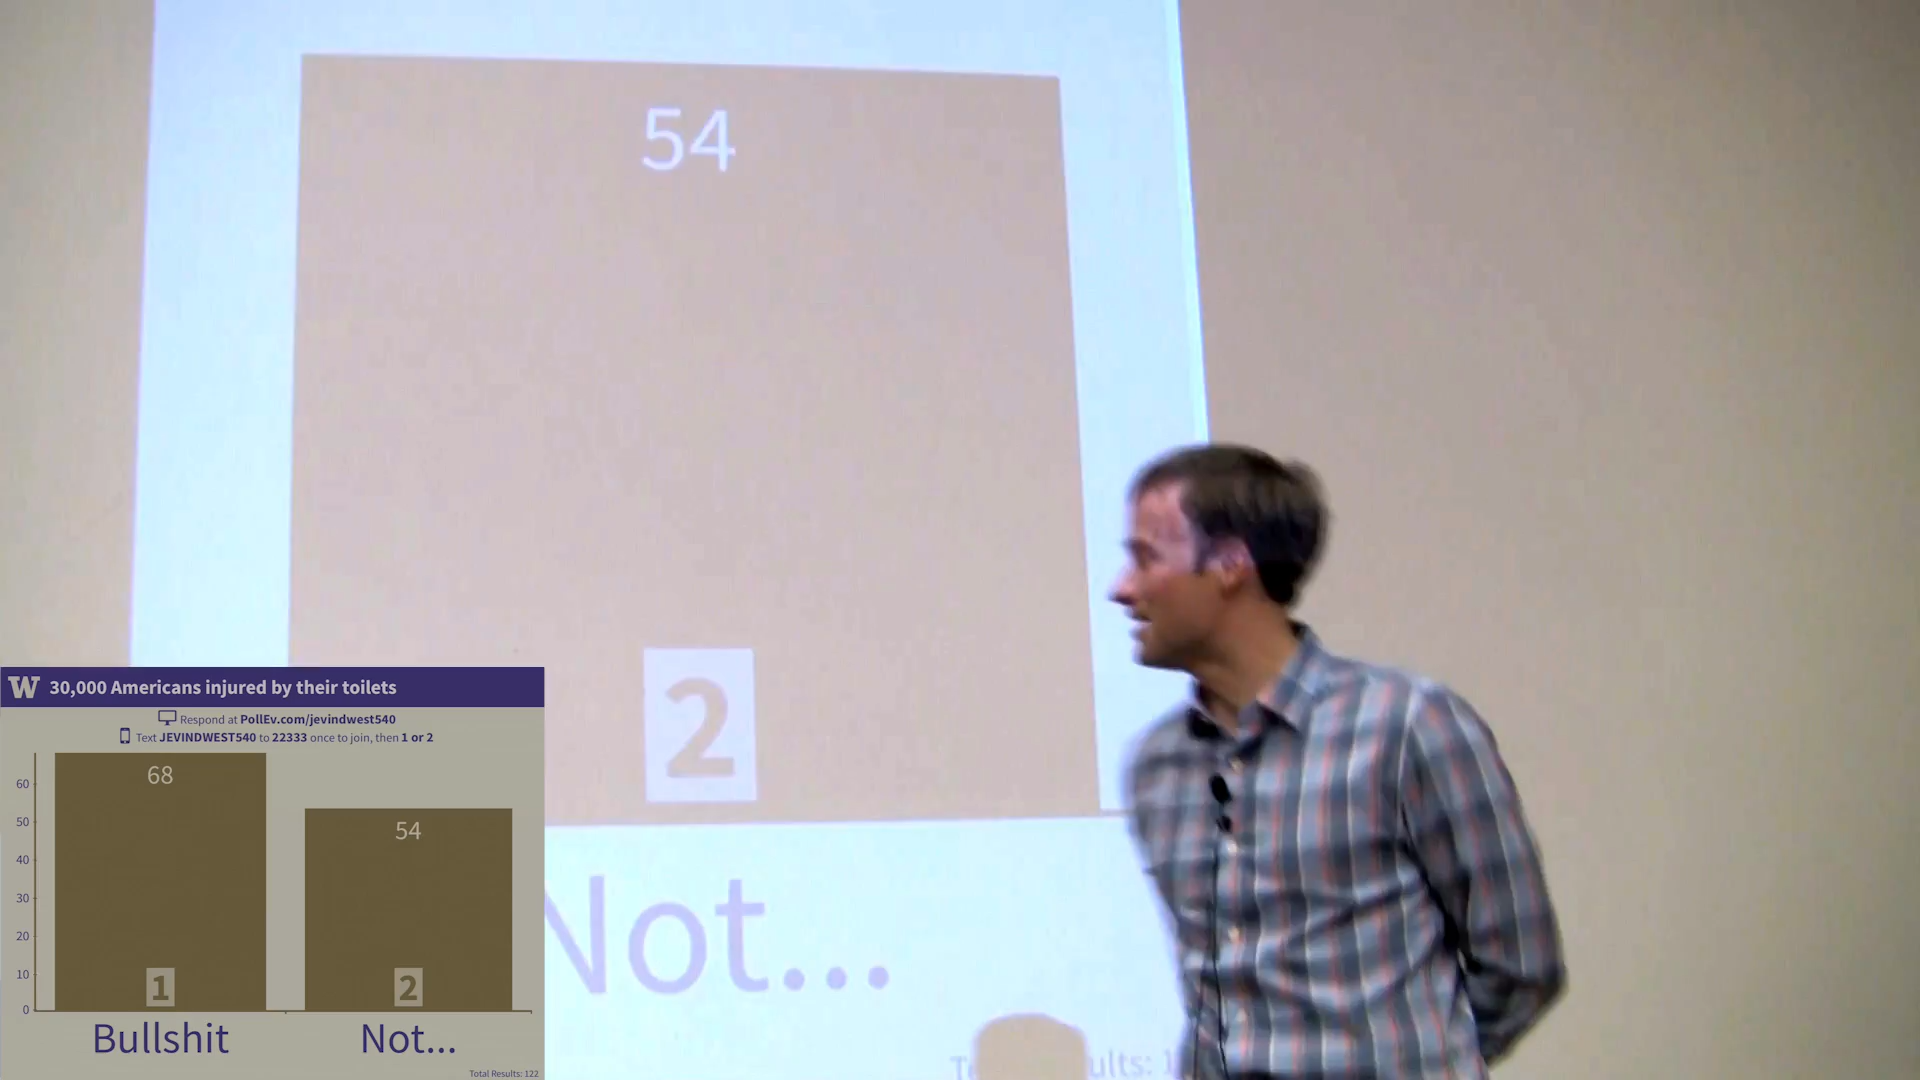 54
2
Not...
ults: 1
W 30,000 Americans injured by their toilets
Respond at PollEv.com/jevindwest540
Text JEVINDWEST540 to 22333 once to join, then 1 or 2
60
50
40
30
20
10
0
68
54
1
2
Bullshit
Not...
Total Results: 122